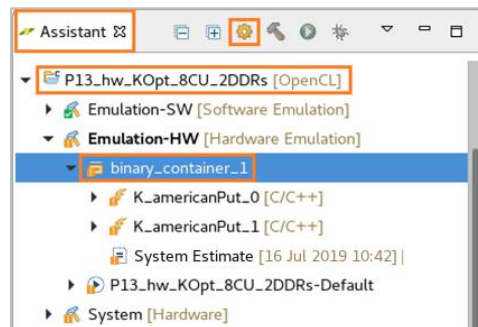 Assistant
P13_hw_KOpt_8CU_2DDRs [OpenCL]
Emulation-SW [Software Emulation]
Emulation-HW [Hardware Emulation]
binary_container_1
K_americanPut_0 [C/C++]
K_americanPut_1 [C/C++]
System Estimate [16 Jul 2019 10:42]
P13_hw_KOpt_8CU_2DDRs-Default
System [Hardware]